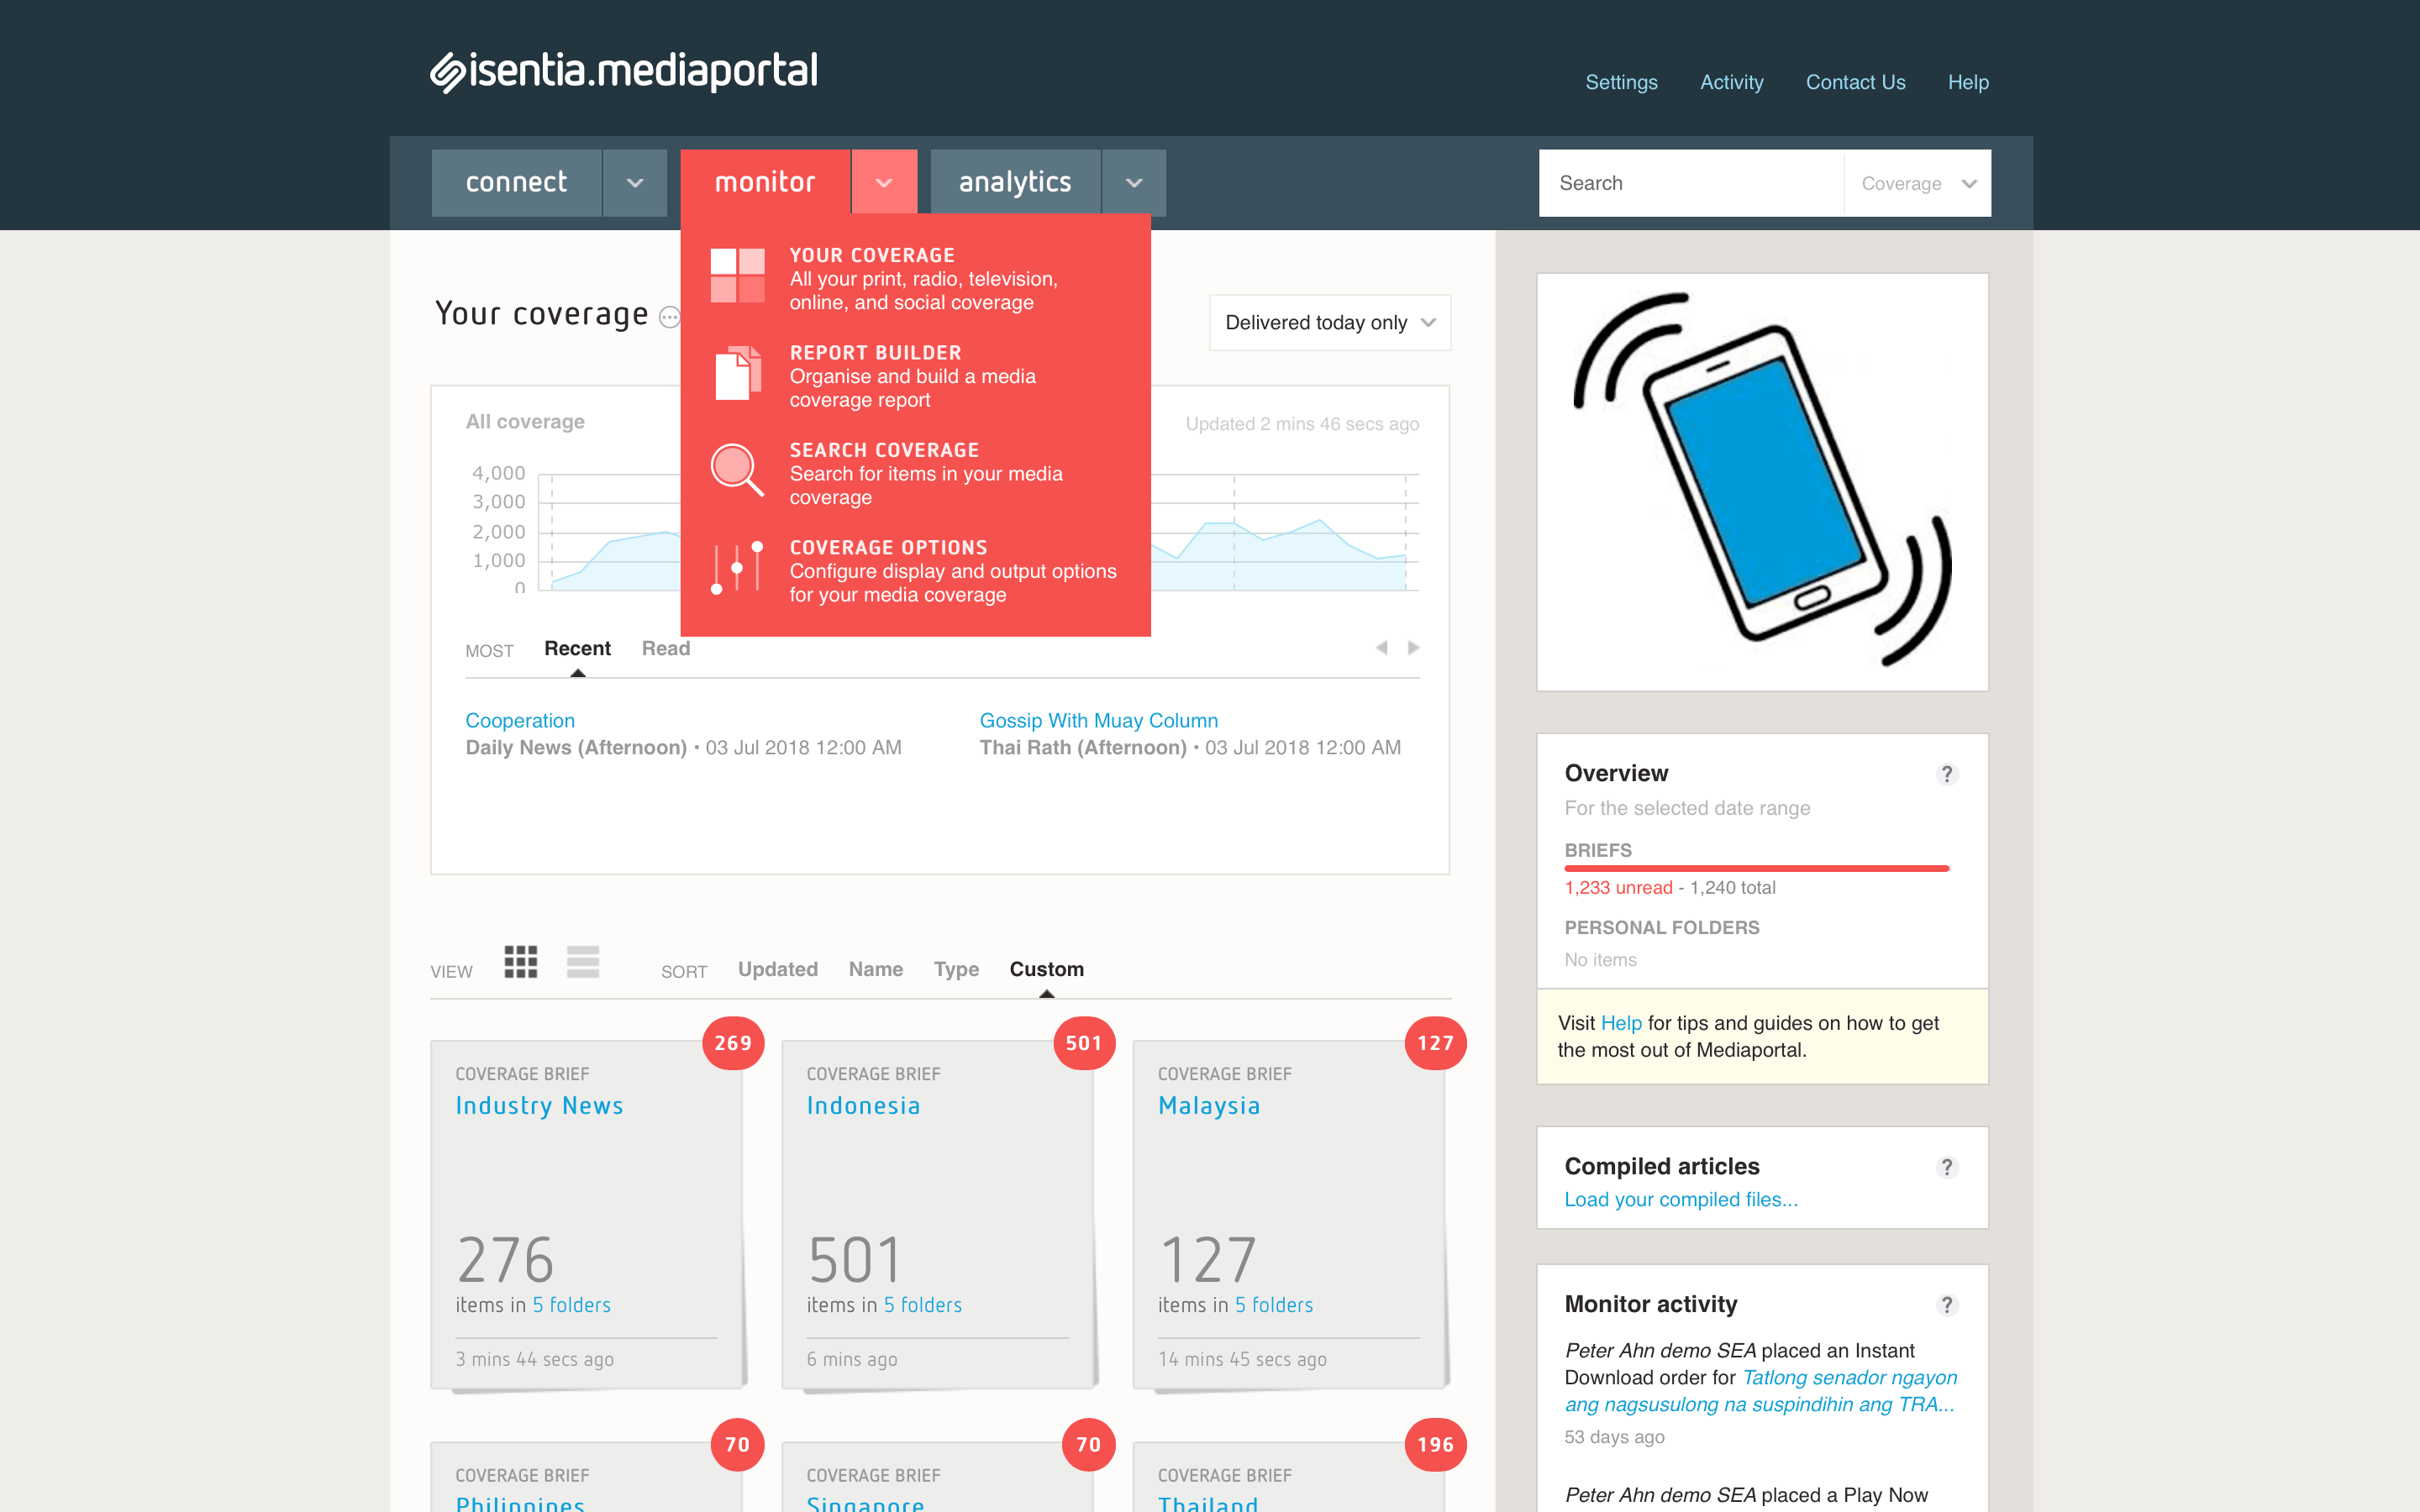 isentia.mediaportal
Settings Activity Contact Us Help
connect monitor analytics
Search Coverage
YOUR COVERAGE
All your print, radio, television,
online, and social coverage
REPORT BUILDER
Organise and build a media
coverage report
SEARCH COVERAGE
Search for items in your media
coverage
COVERAGE OPTIONS
Configure display and output options
for your media coverage
Your coverage
Delivered today only
All coverage
Updated 2 mins 46 secs ago
4,000
3,000
2,000
1,000
0
MOST Recent Read
Cooperation
Daily News (Afternoon) • 03 Jul 2018 12:00 AM
Gossip With Muay Column
Thai Rath (Afternoon) • 03 Jul 2018 12:00 AM
VIEW SORT Updated Name Type Custom
269
COVERAGE BRIEF
Industry News
276
items in 5 folders
3 mins 44 secs ago
501
COVERAGE BRIEF
Indonesia
501
items in 5 folders
6 mins ago
127
COVERAGE BRIEF
Malaysia
127
items in 5 folders
14 mins 45 secs ago
70
COVERAGE BRIEF
Philippines
70
COVERAGE BRIEF
Singapore
196
COVERAGE BRIEF
Thailand
Overview ?
For the selected date range
BRIEFS
1,233 unread - 1,240 total
PERSONAL FOLDERS
No items
Visit Help for tips and guides on how to get
the most out of Mediaportal.
Compiled articles ?
Load your compiled files...
Monitor activity ?
Peter Ahn demo SEA placed an Instant
Download order for Tatlong senador ngayon
ang nagsusulong na suspindihin ang TRA...
53 days ago
Peter Ahn demo SEA placed a Play Now